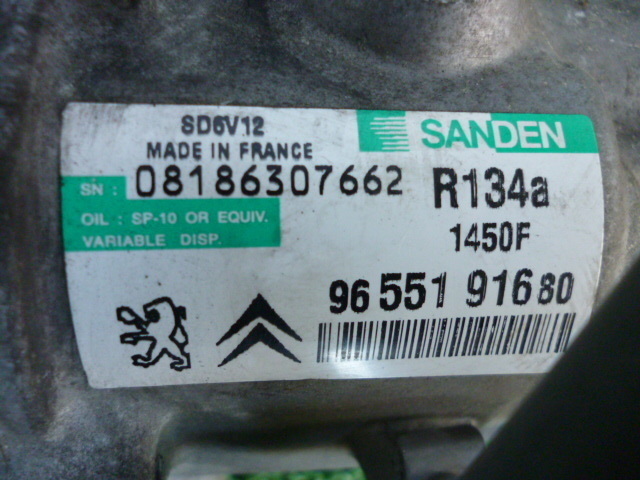 SD6V12
MADE IN FRANCE
SANDEN
SN : 08186307662
R134a
OIL : SP-10 OR EQUIV.
VARIABLE DISP.
1450F
96 551 916 80